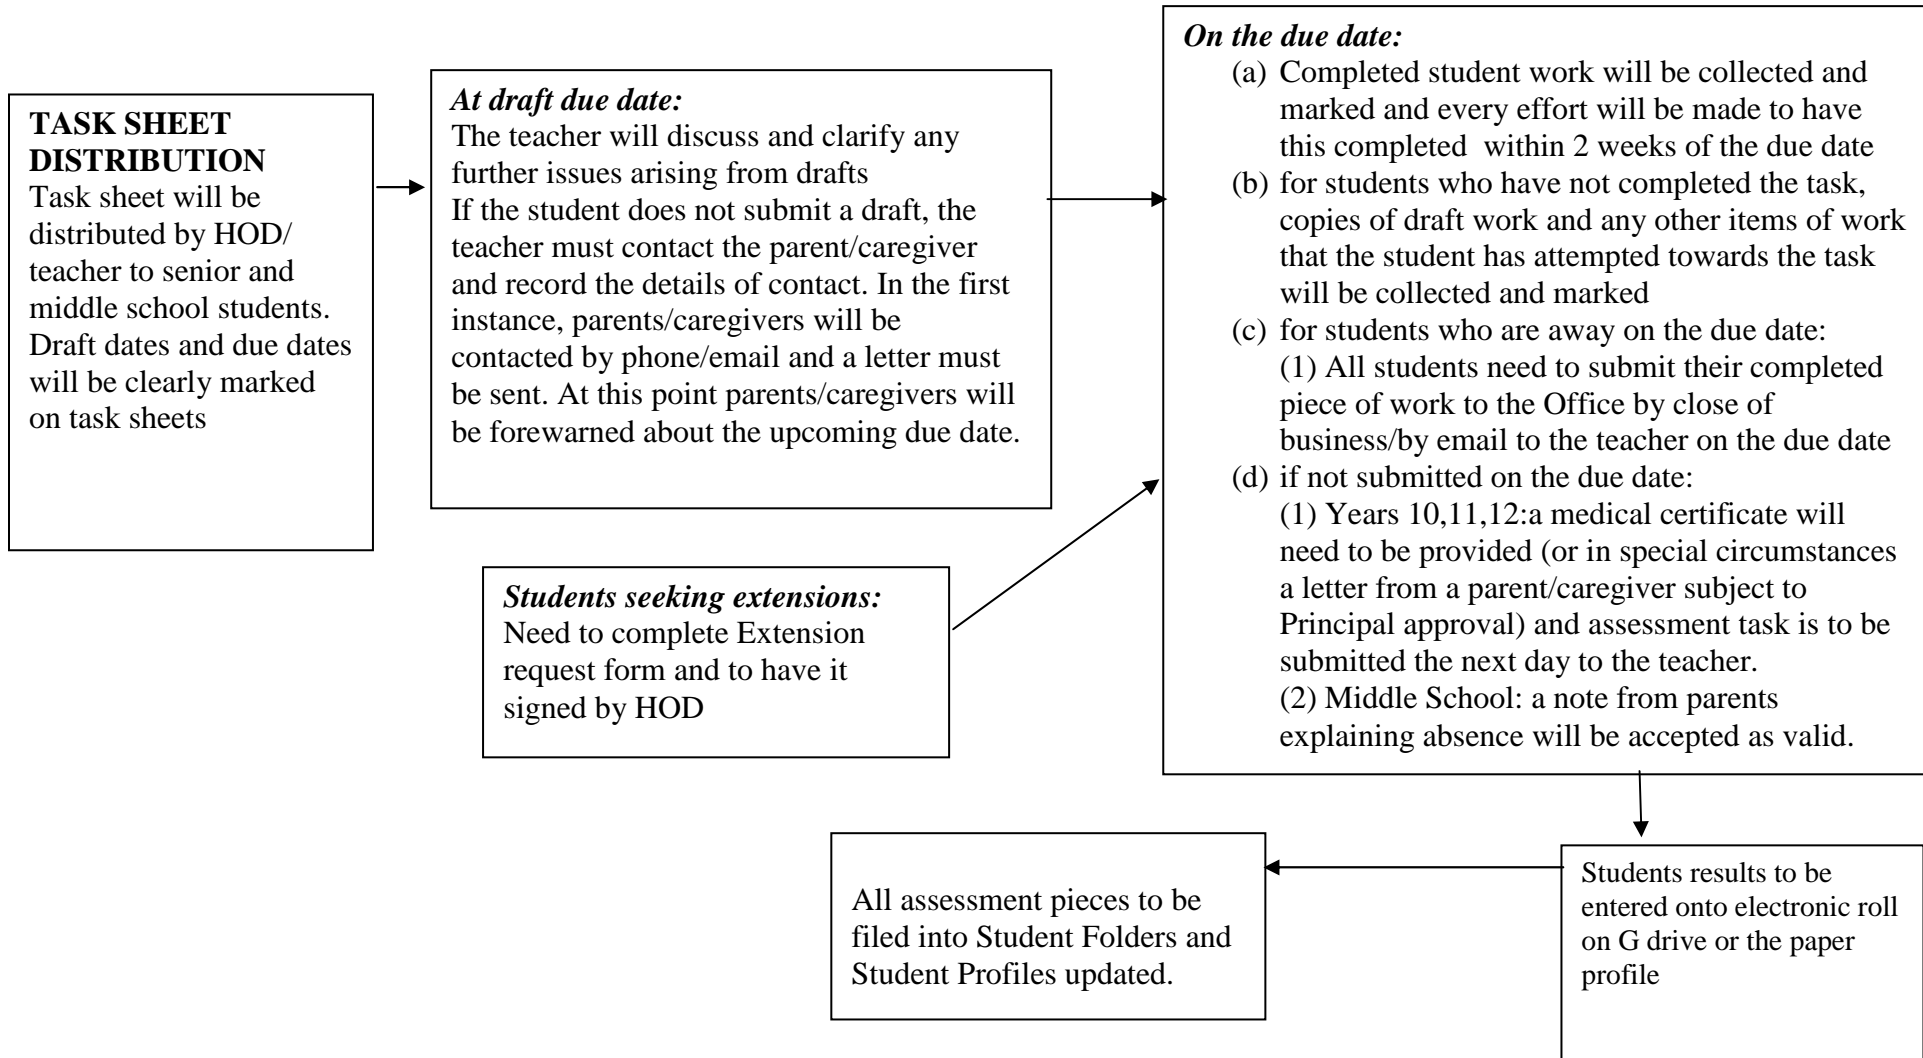 TASK SHEET
DISTRIBUTION
Task sheet will be
distributed by HOD/
teacher to senior and
middle school students.
Draft dates and due dates
will be clearly marked
on task sheets
At draft due date:
The teacher will discuss and clarify any
further issues arising from drafts
If the student does not submit a draft, the
teacher must contact the parent/caregiver
and record the details of contact. In the first
instance, parents/caregivers will be
contacted by phone/email and a letter must
be sent. At this point parents/caregivers will
be forewarned about the upcoming due date.
Students seeking extensions:
Need to complete Extension
request form and to have it
signed by HOD
On the due date:
(a) Completed student work will be collected and
marked and every effort will be made to have
this completed  within 2 weeks of the due date
(b) for students who have not completed the task,
copies of draft work and any other items of work
that the student has attempted towards the task
will be collected and marked
(c) for students who are away on the due date:
(1) All students need to submit their completed
piece of work to the Office by close of
business/by email to the teacher on the due date
(d) if not submitted on the due date:
(1) Years 10,11,12:a medical certificate will
need to be provided (or in special circumstances
a letter from a parent/caregiver subject to
Principal approval) and assessment task is to be
submitted the next day to the teacher.
(2) Middle School: a note from parents
explaining absence will be accepted as valid.
Students results to be
entered onto electronic roll
on G drive or the paper
profile
All assessment pieces to be
filed into Student Folders and
Student Profiles updated.